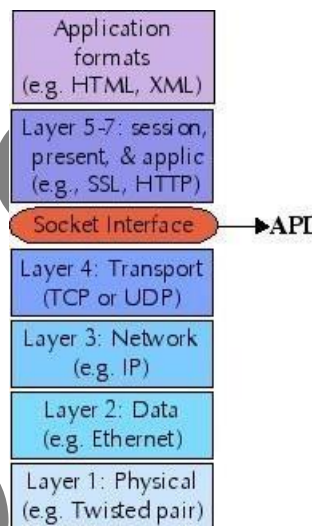 Application
formats
(e.g. HTML, XML)
Layer 5-7: session,
present, & applic
(e.g., SSL, HTTP)
Socket Interface
Layer 4: Transport
(TCP or UDP)
Layer 3: Network
(e.g. IP)
Layer 2: Data
(e.g. Ethernet)
Layer 1: Physical
(e.g. Twisted pair)